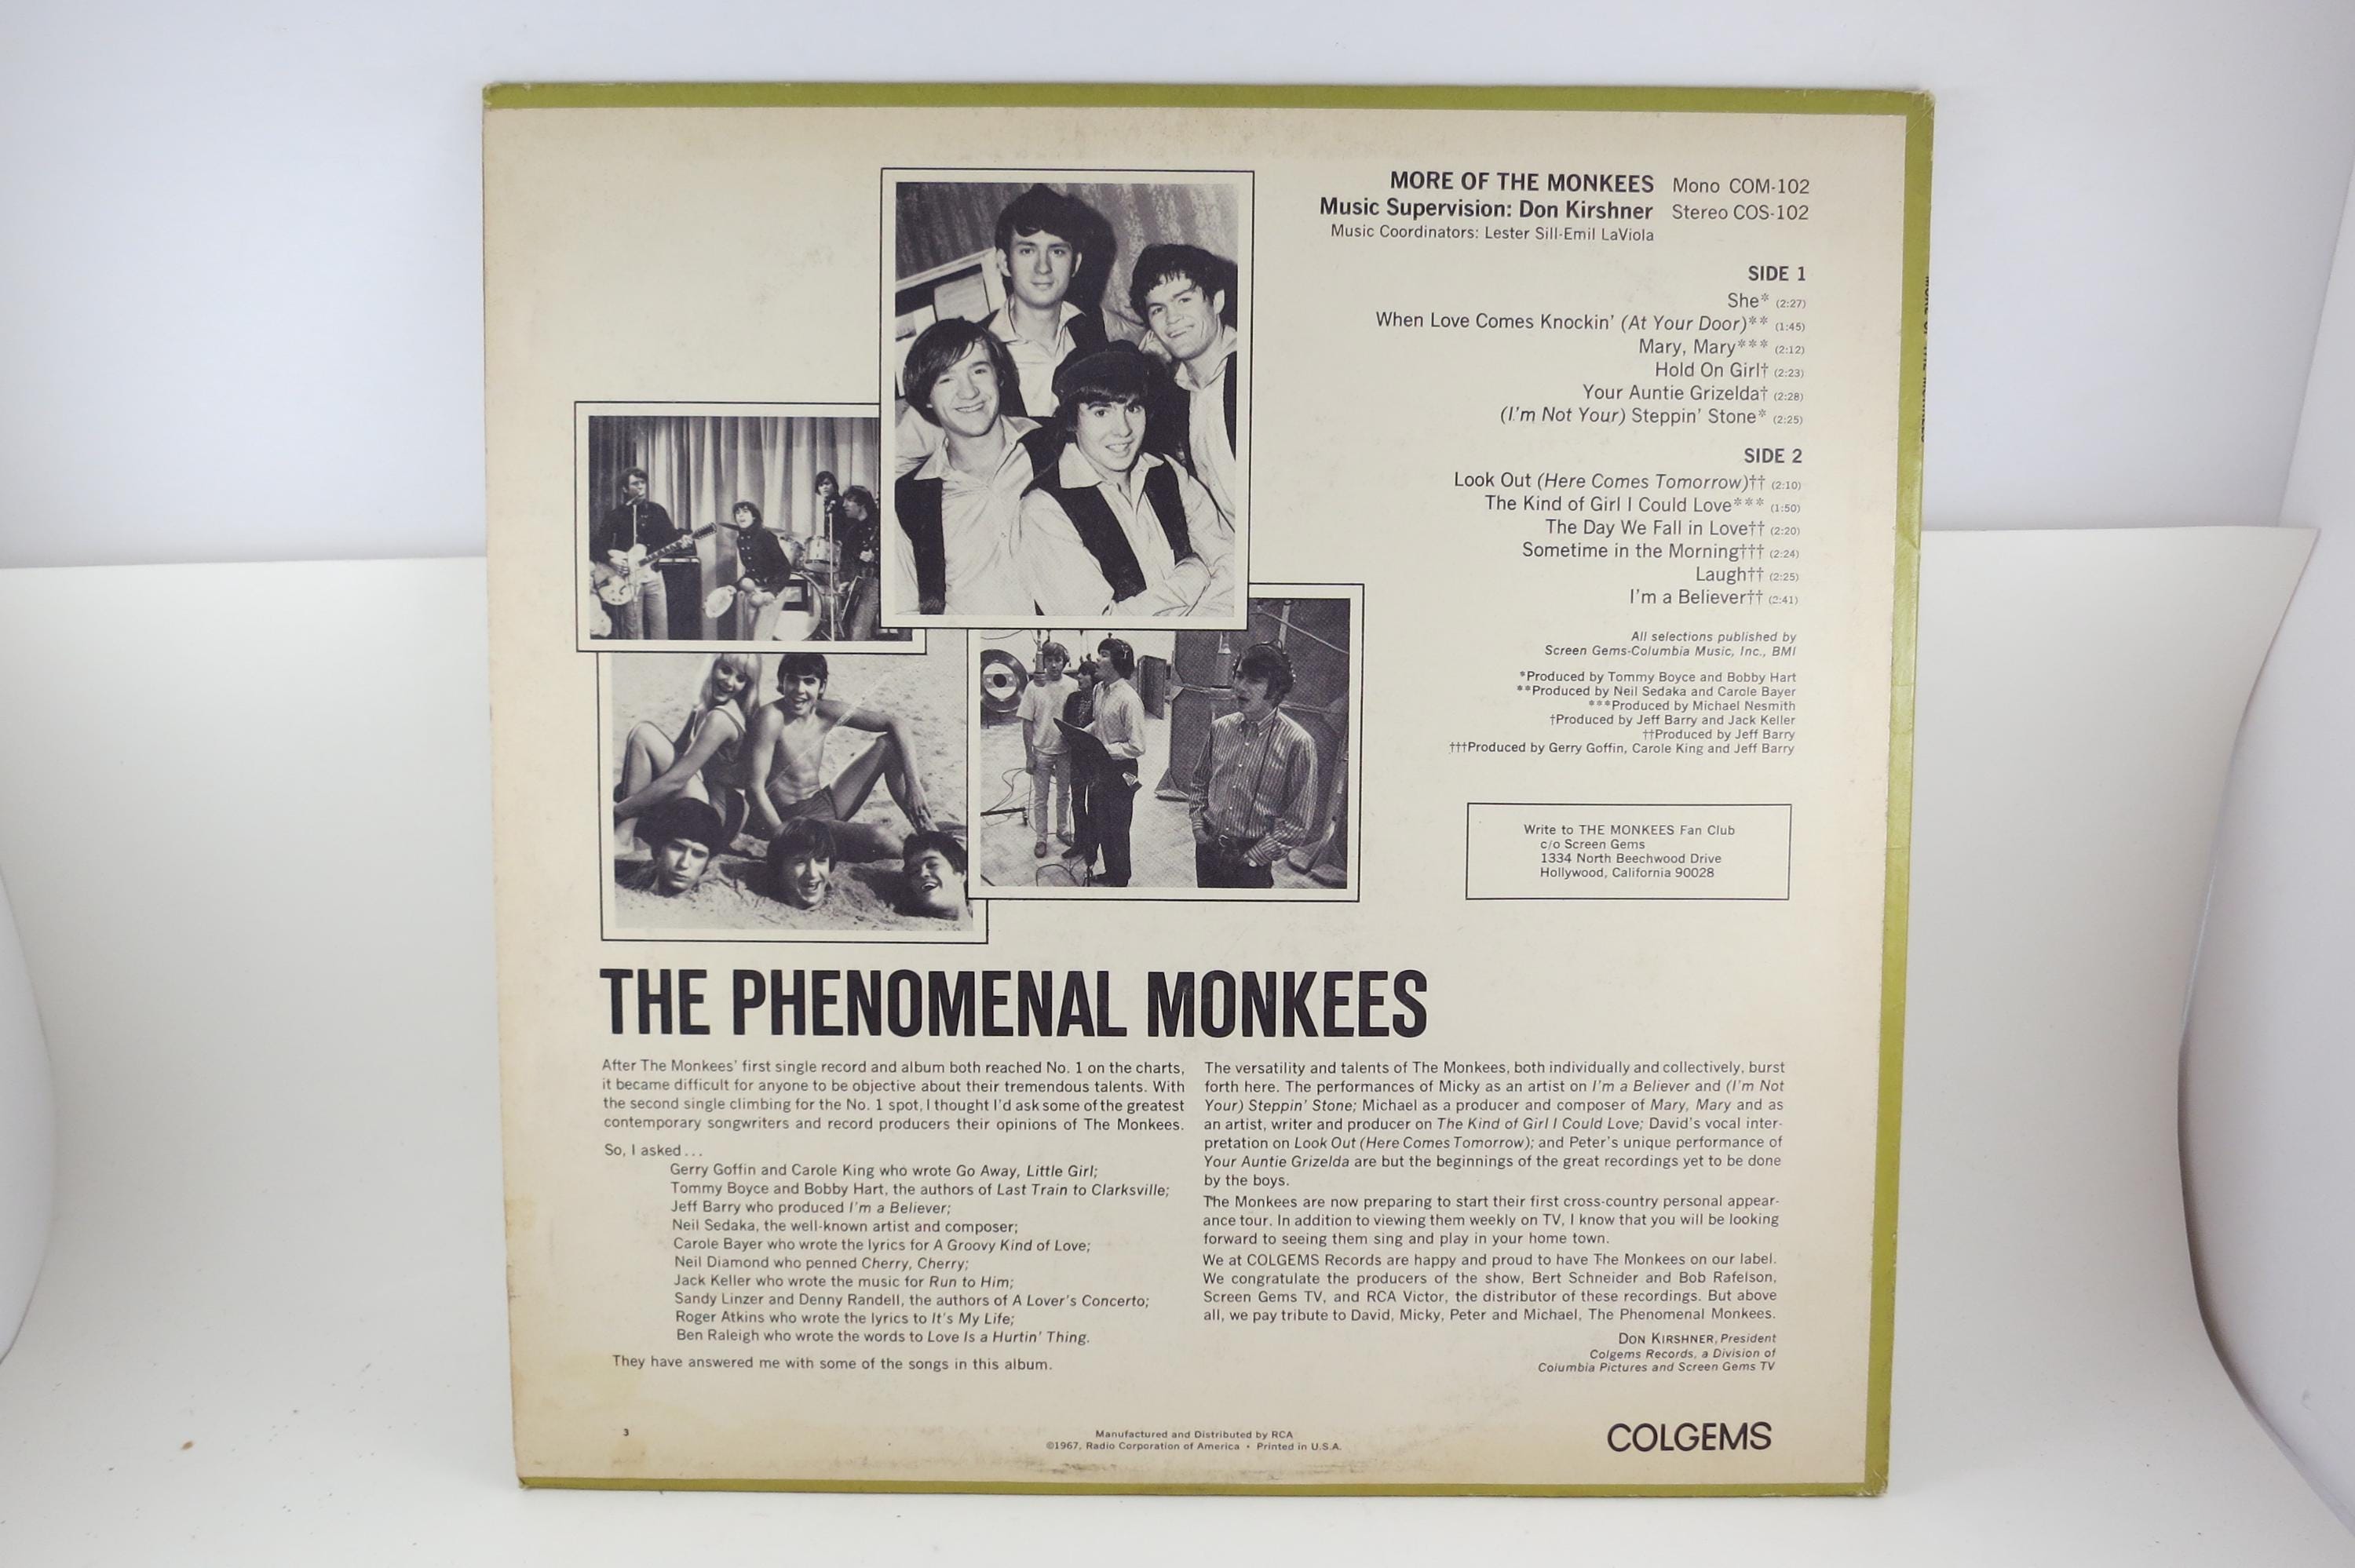 MORE OF THE MONKEES Mono COM-102
Music Supervision: Don Kirshner Stereo COS-102
Music Coordinators: Lester Sill-Emil LaViola
SIDE 1
She* (2:27)
When Love Comes Knockin' (At Your Door)** (1:45)
Mary, Mary*** (2:12)
Hold On Girl† (2:23)
Your Auntie Grizelda† (2:28)
(I'm Not Your) Steppin' Stone* (2:25)
SIDE 2
Look Out (Here Comes Tomorrow)†† (2:10)
The Kind of Girl I Could Love*** (1:50)
The Day We Fall in Love†† (2:20)
Sometime in the Morning††† (2:24)
Laugh†† (2:25)
I'm a Believer†† (2:41)
All selections published by
Screen Gems-Columbia Music, Inc., BMI
*Produced by Tommy Boyce and Bobby Hart
**Produced by Neil Sedaka and Carole Bayer
***Produced by Michael Nesmith
†Produced by Jeff Barry and Jack Keller
††Produced by Jeff Barry
†††Produced by Gerry Goffin, Carole King and Jeff Barry
Write to THE MONKEES Fan Club
c/o Screen Gems
1334 North Beechwood Drive
Hollywood, California 90028
THE PHENOMENAL MONKEES
After The Monkees' first single record and album both reached No. 1 on the charts,
it became difficult for anyone to be objective about their tremendous talents. With
the second single climbing for the No. 1 spot, I thought I'd ask some of the greatest
contemporary songwriters and record producers their opinions of The Monkees.
So, I asked...
Gerry Goffin and Carole King who wrote Go Away, Little Girl;
Tommy Boyce and Bobby Hart, the authors of Last Train to Clarksville;
Jeff Barry who produced I'm a Believer;
Neil Sedaka, the well-known artist and composer;
Carole Bayer who wrote the lyrics for A Groovy Kind of Love;
Neil Diamond who penned Cherry, Cherry;
Jack Keller who wrote the music for Run to Him;
Sandy Linzer and Denny Randell, the authors of A Lover's Concerto;
Roger Atkins who wrote the lyrics to It's My Life;
Ben Raleigh who wrote the words to Love Is a Hurtin' Thing.
They have answered me with some of the songs in this album.
The versatility and talents of The Monkees, both individually and collectively, burst
forth here. The performances of Micky as an artist on I'm a Believer and (I'm Not
Your) Steppin' Stone; Michael as a producer and composer of Mary, Mary and as
an artist, writer and producer on The Kind of Girl I Could Love; David's vocal inter-
pretation on Look Out (Here Comes Tomorrow); and Peter's unique performance of
Your Auntie Grizelda are but the beginnings of the great recordings yet to be done
by the boys.
The Monkees are now preparing to start their first cross-country personal appear-
ance tour. In addition to viewing them weekly on TV, I know that you will be looking
forward to seeing them sing and play in your home town.
We at COLGEMS Records are happy and proud to have The Monkees on our label.
We congratulate the producers of the show, Bert Schneider and Bob Rafelson,
Screen Gems TV, and RCA Victor, the distributor of these recordings. But above
all, we pay tribute to David, Micky, Peter and Michael, The Phenomenal Monkees.
DON KIRSHNER, President
Colgems Records, a Division of
Columbia Pictures and Screen Gems TV
3
Manufactured and Distributed by RCA
©1967, Radio Corporation of America • Printed in U.S.A.
COLGEMS